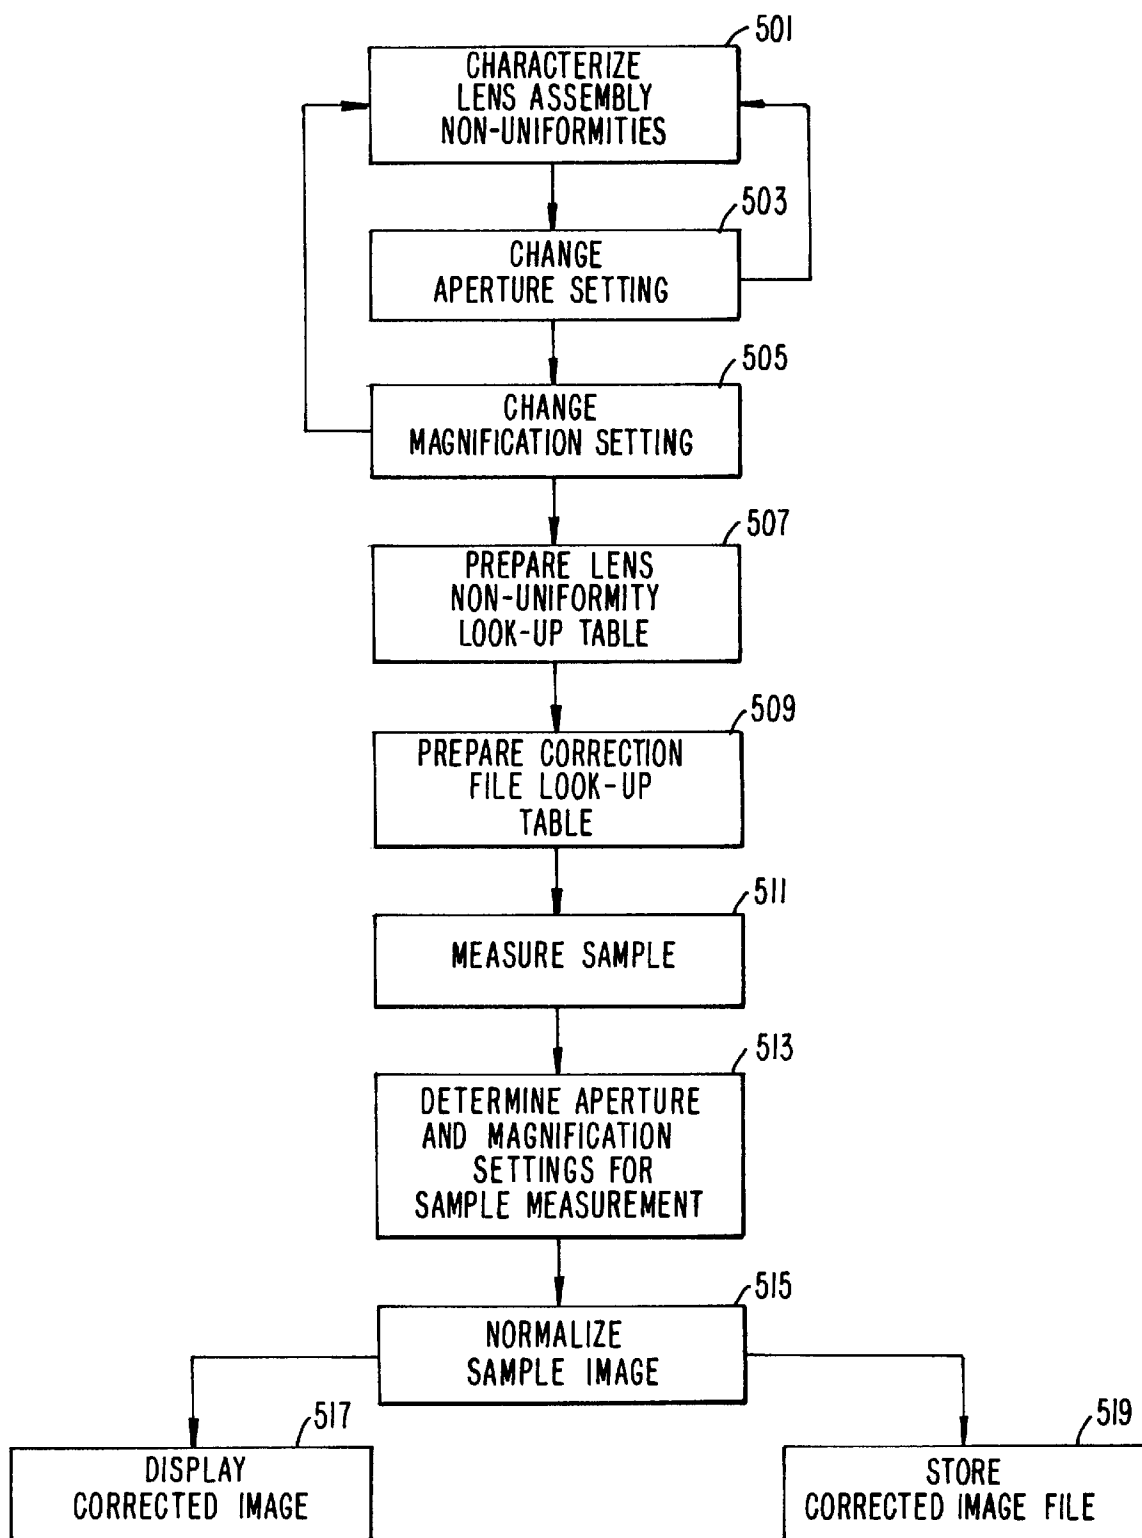 501
CHARACTERIZE
LENS ASSEMBLY
NON-UNIFORMITIES
503
CHANGE
APERTURE SETTING
505
CHANGE
MAGNIFICATION SETTING
507
PREPARE LENS
NON-UNIFORMITY
LOOK-UP TABLE
509
PREPARE CORRECTION
FILE LOOK-UP
TABLE
511
MEASURE SAMPLE
513
DETERMINE APERTURE
AND MAGNIFICATION
SETTINGS FOR
SAMPLE MEASUREMENT
515
NORMALIZE
SAMPLE IMAGE
517
DISPLAY
CORRECTED IMAGE
519
STORE
CORRECTED IMAGE FILE